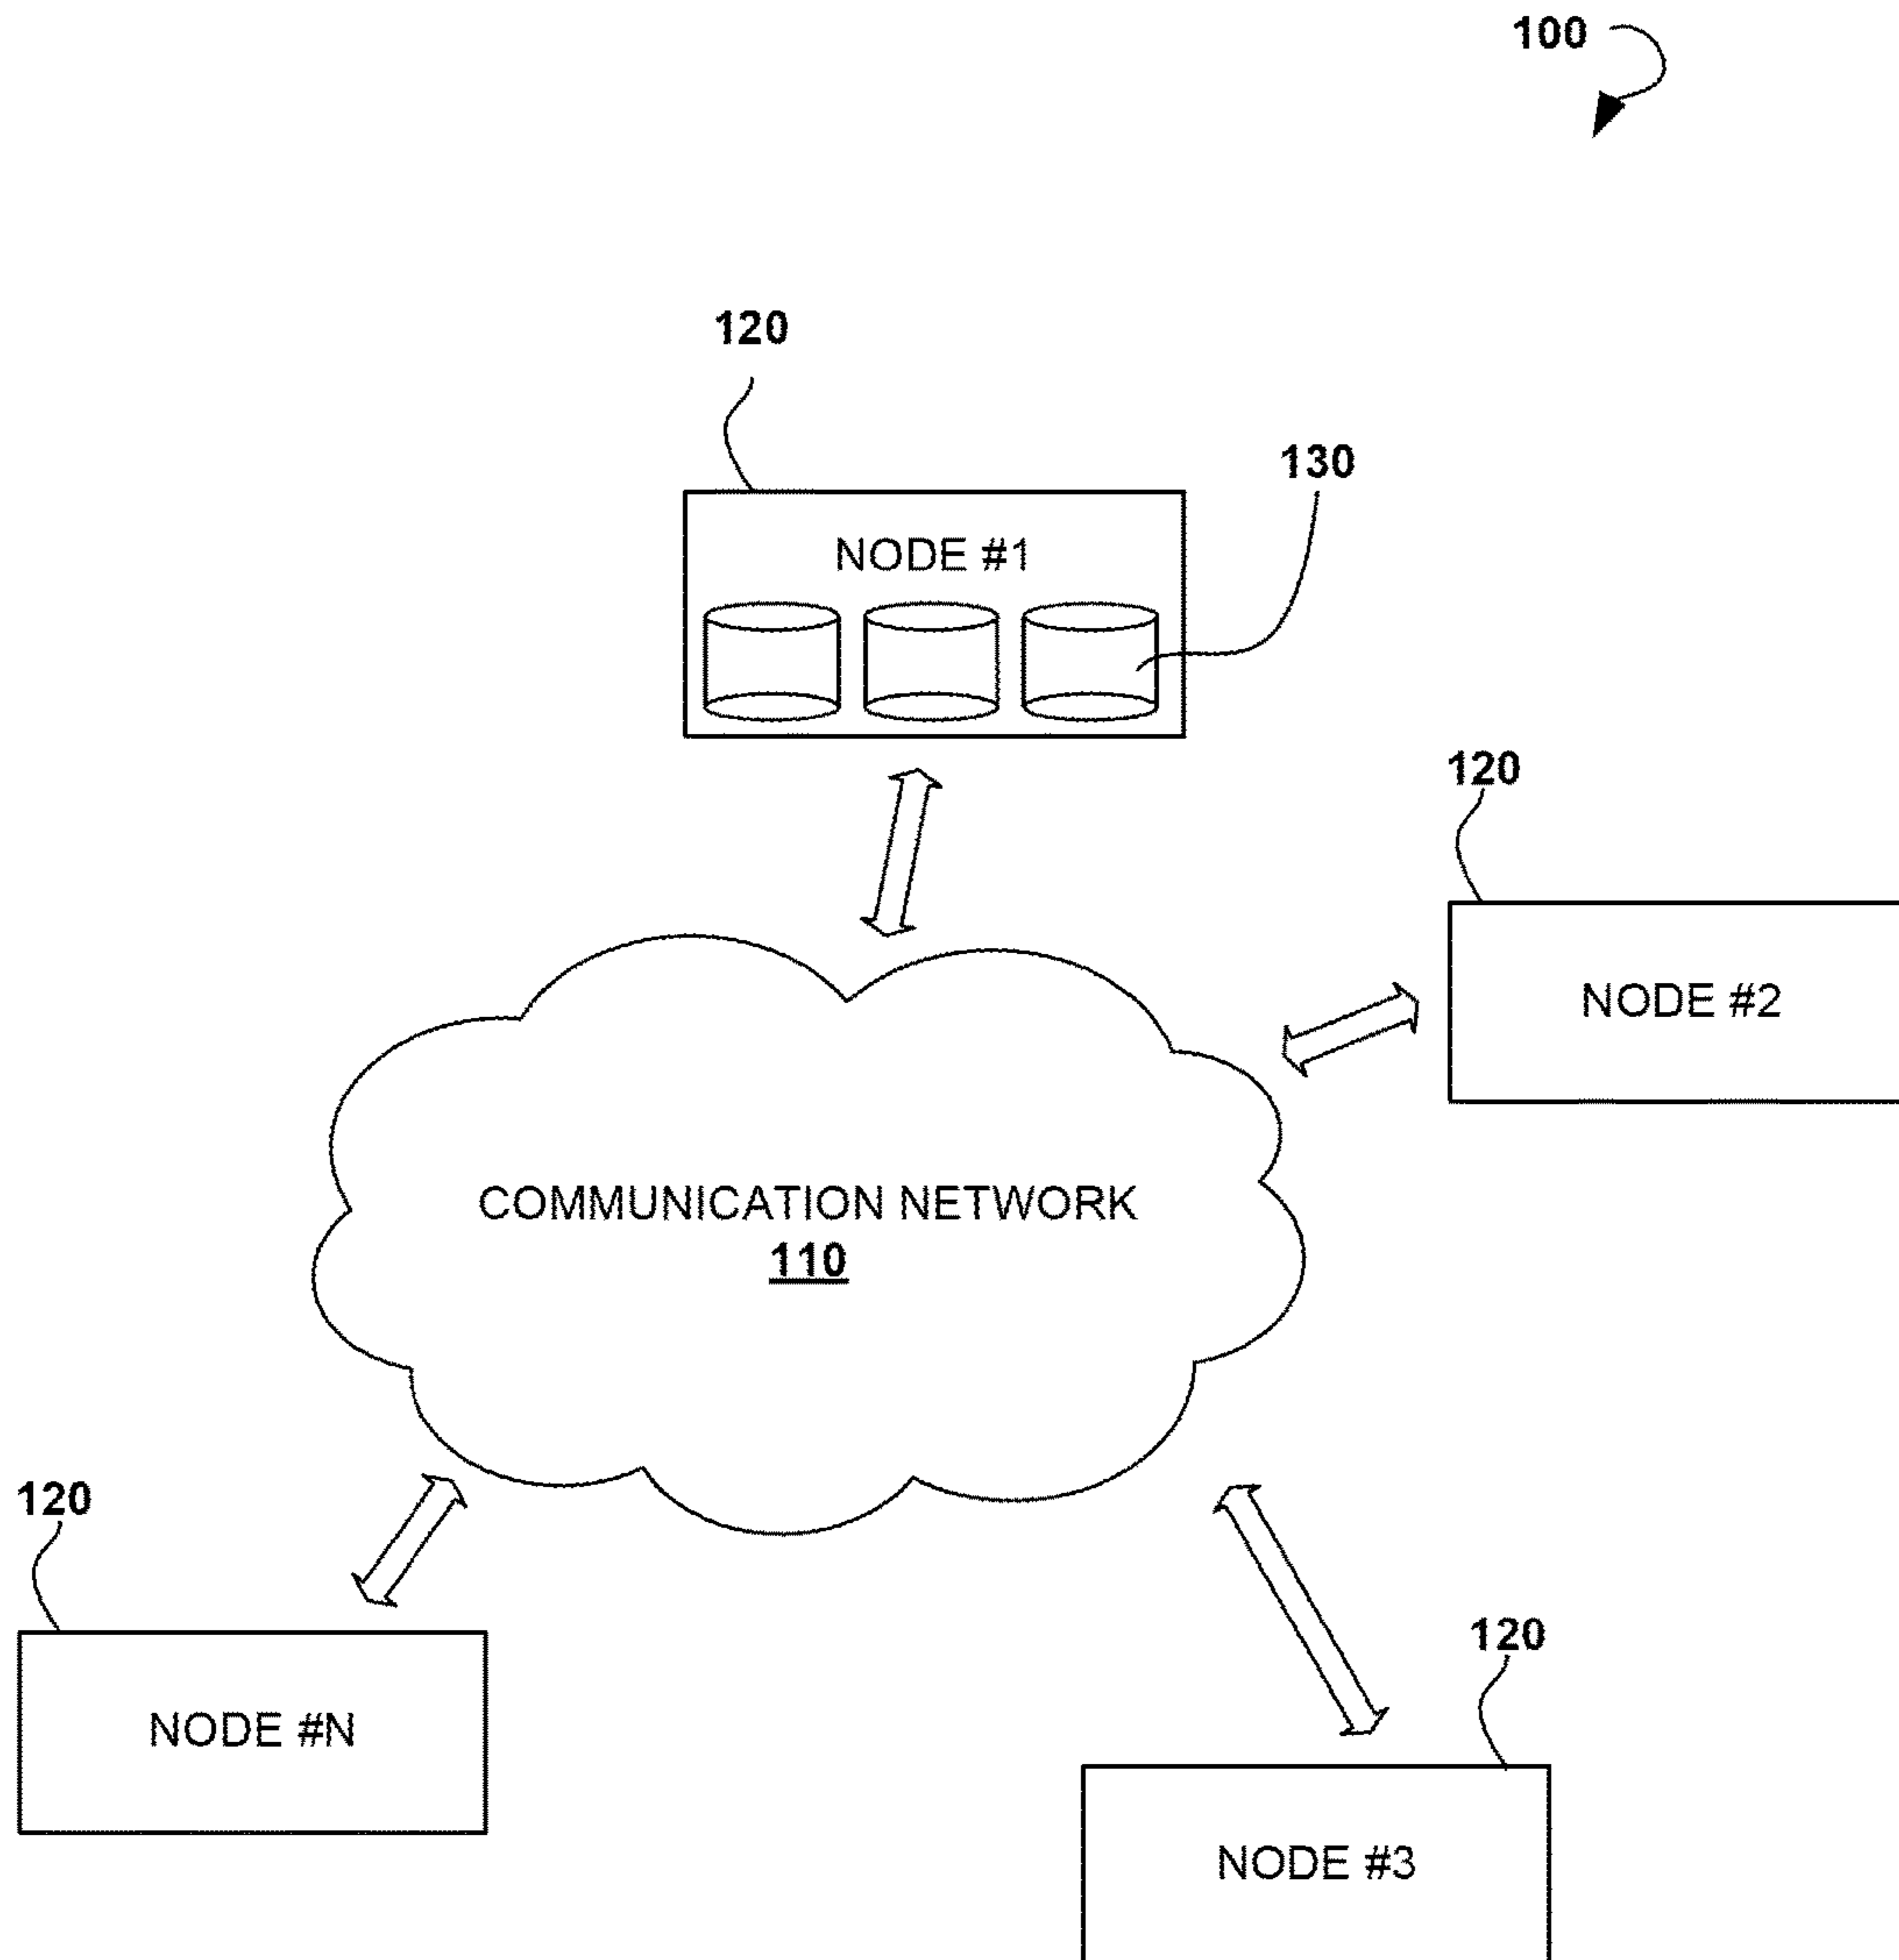 100
120
130
NODE #1
120
NODE #2
COMMUNICATION NETWORK
110
120
NODE #N
120
NODE #3